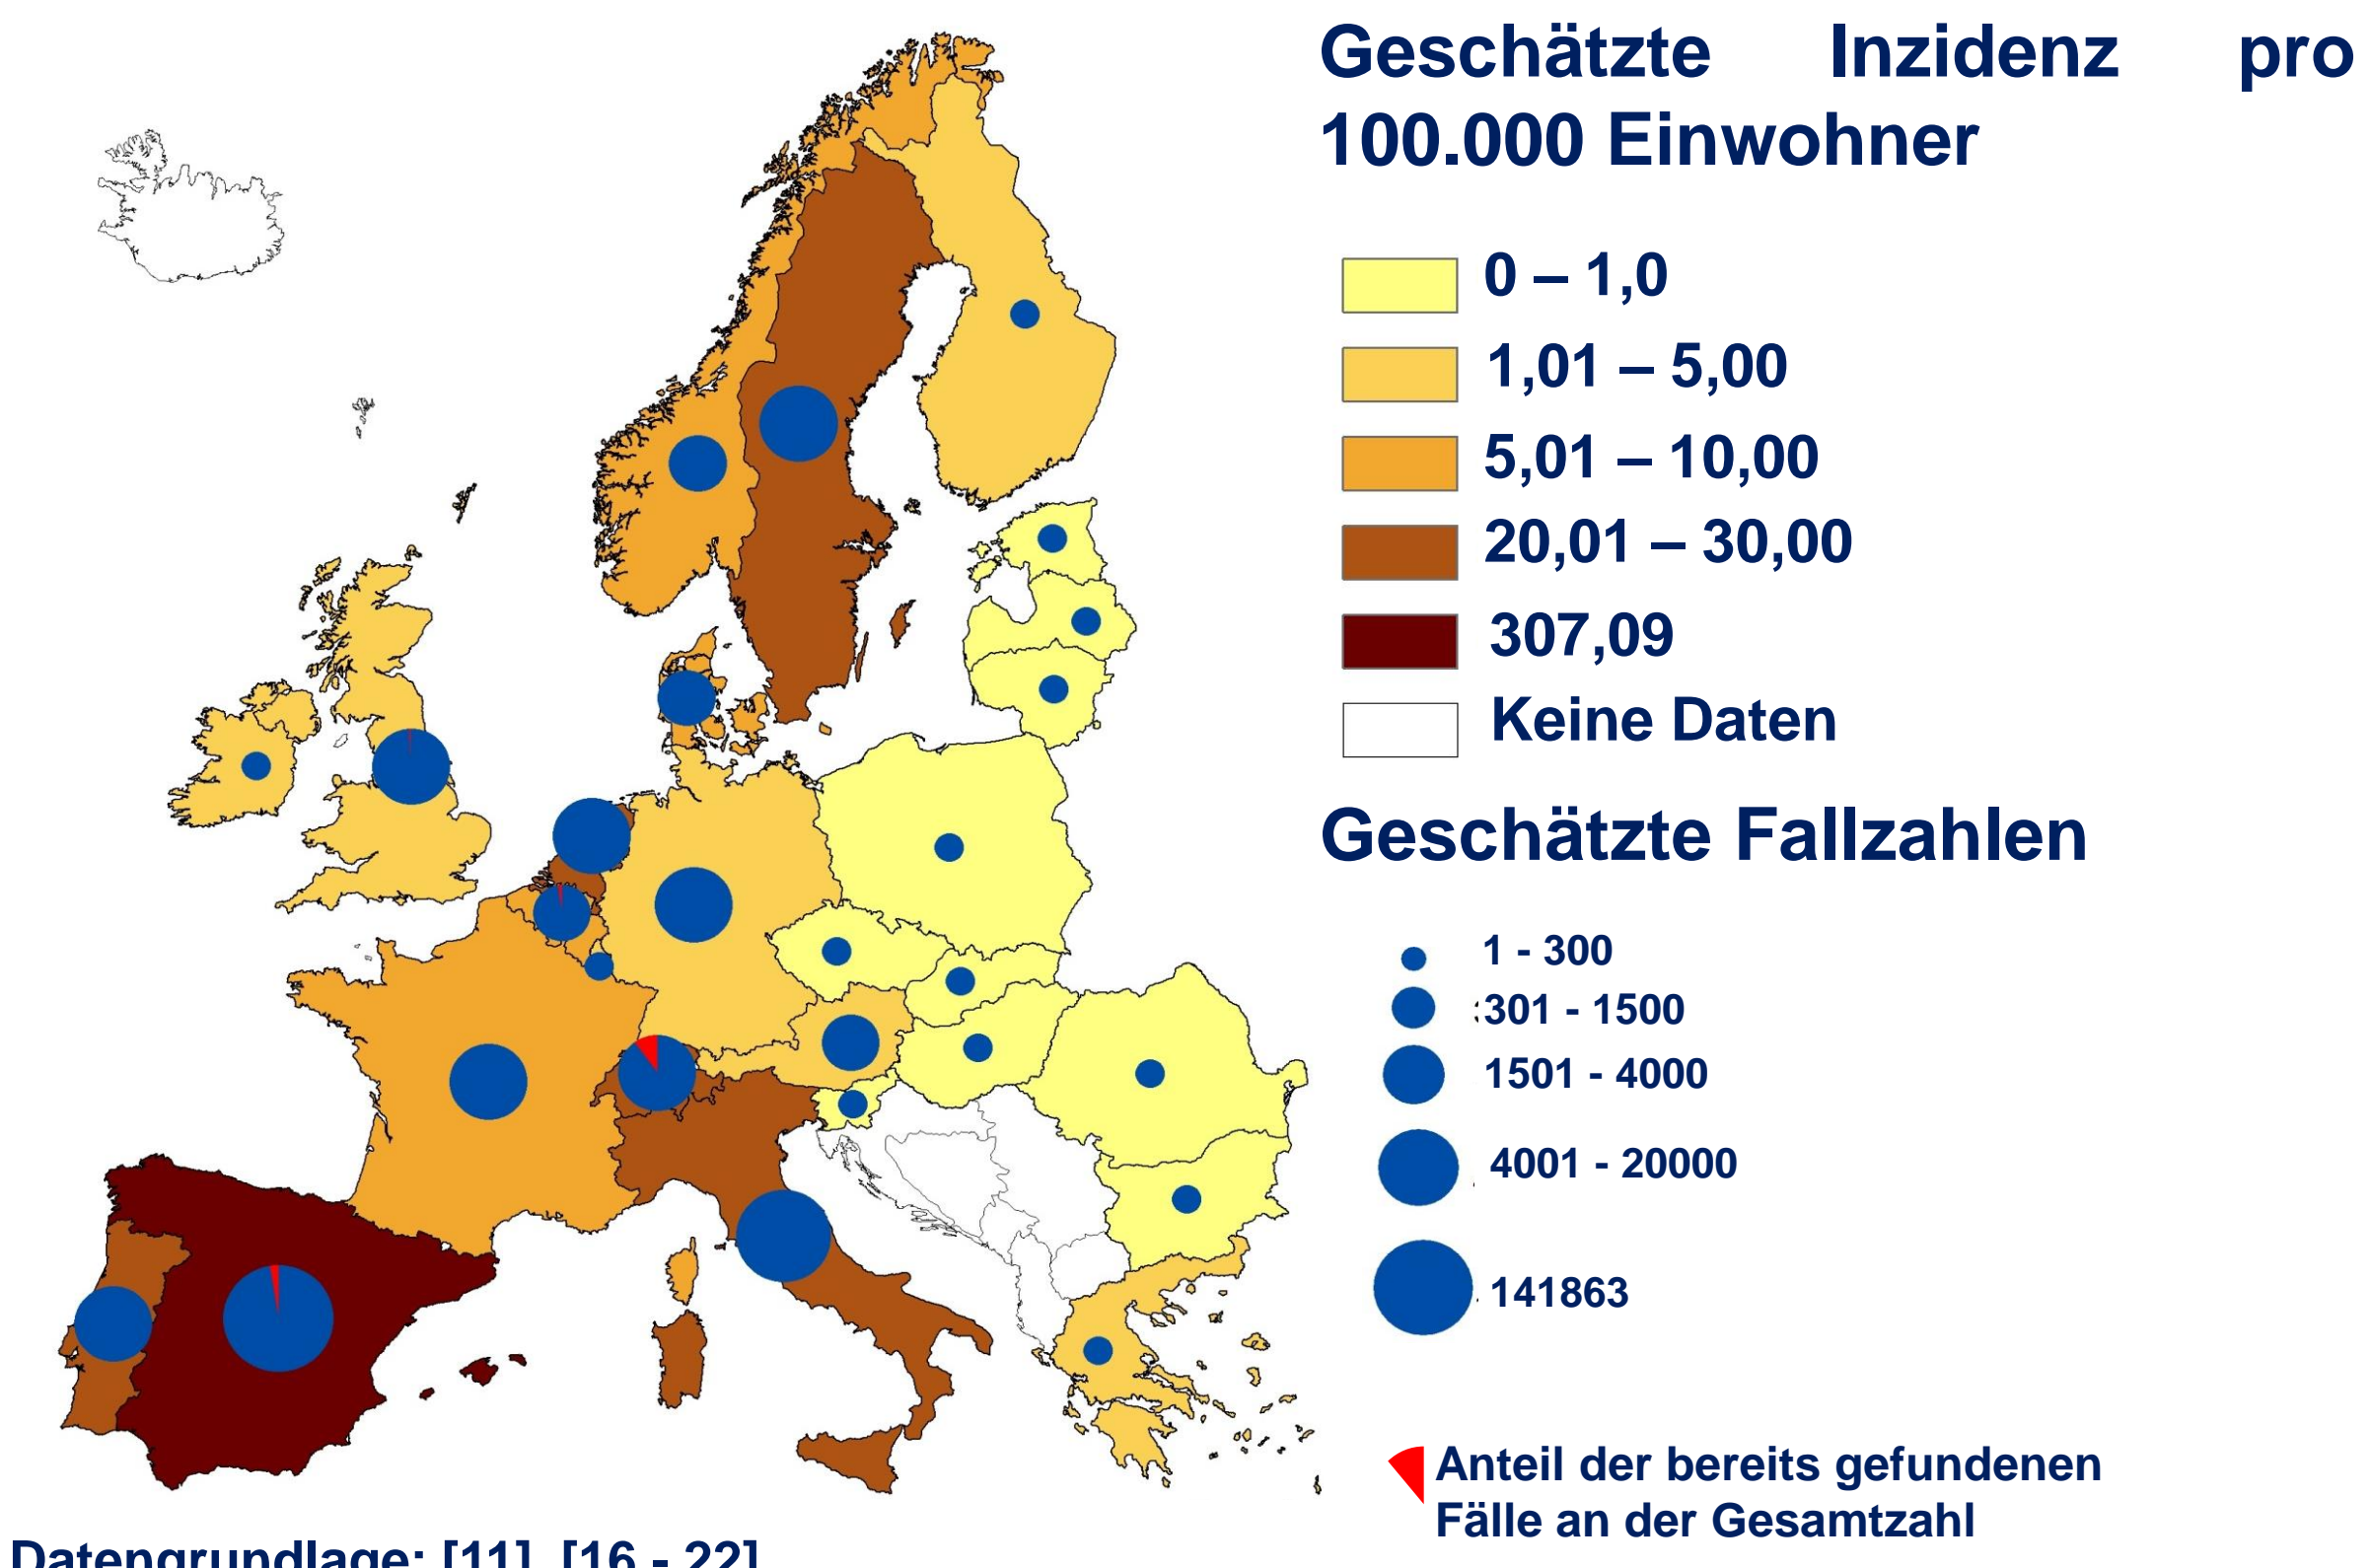 Geschätzte Inzidenz pro
100.000 Einwohner
0 – 1,0
1,01 – 5,00
5,01 – 10,00
20,01 – 30,00
307,09
Keine Daten
Geschätzte Fallzahlen
1 - 300
301 - 1500
1501 - 4000
4001 - 20000
141863
Anteil der bereits gefundenen
Fälle an der Gesamtzahl
Datengrundlage: [11], [16 - 22]